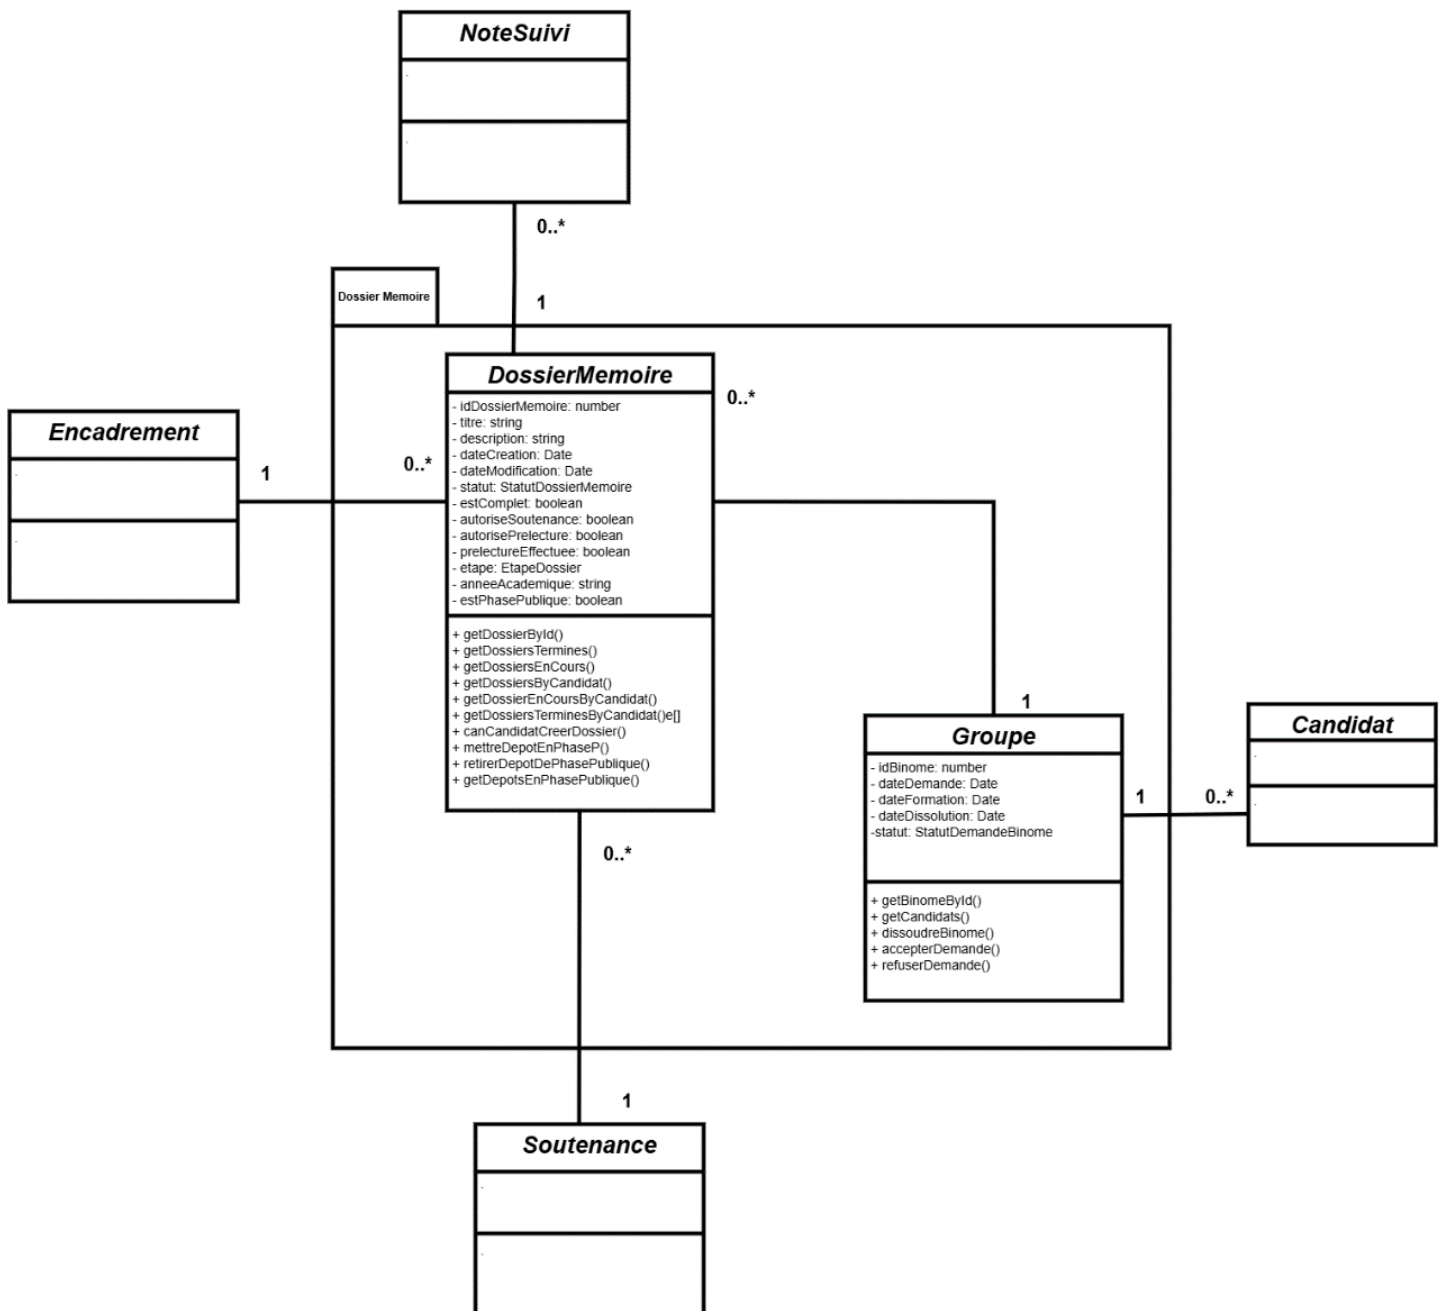 NoteSuivi
0..*
1
Dossier Memoire
DossierMemoire
- idDossierMemoire: number
- titre: string
- description: string
- dateCreation: Date
- dateModification: Date
- statut: StatutDossierMemoire
- estComplet: boolean
- autoriseSoutenance: boolean
- autorisePrelecture: boolean
- prelectureEffectuee: boolean
- etape: EtapeDossier
- anneeAcademique: string
- estPhasePublique: boolean
+ getDossierById()
+ getDossiersTermines()
+ getDossiersEnCours()
+ getDossiersByCandidat()
+ getDossierEnCoursByCandidat()
+ getDossiersTerminesByCandidat()e[]
+ canCandidatCreerDossier()
+ mettreDepotEnPhaseP()
+ retirerDepotDePhasePublique()
+ getDepotsEnPhasePublique()
0..*
Encadrement
1
0..*
1
Groupe
- idBinome: number
- dateDemande: Date
- dateFormation: Date
- dateDissolution: Date
-statut: StatutDemandeBinome
+ getBinomeById()
+ getCandidats()
+ dissoudreBinome()
+ accepterDemande()
+ refuserDemande()
1
0..*
Candidat
0..*
1
Soutenance